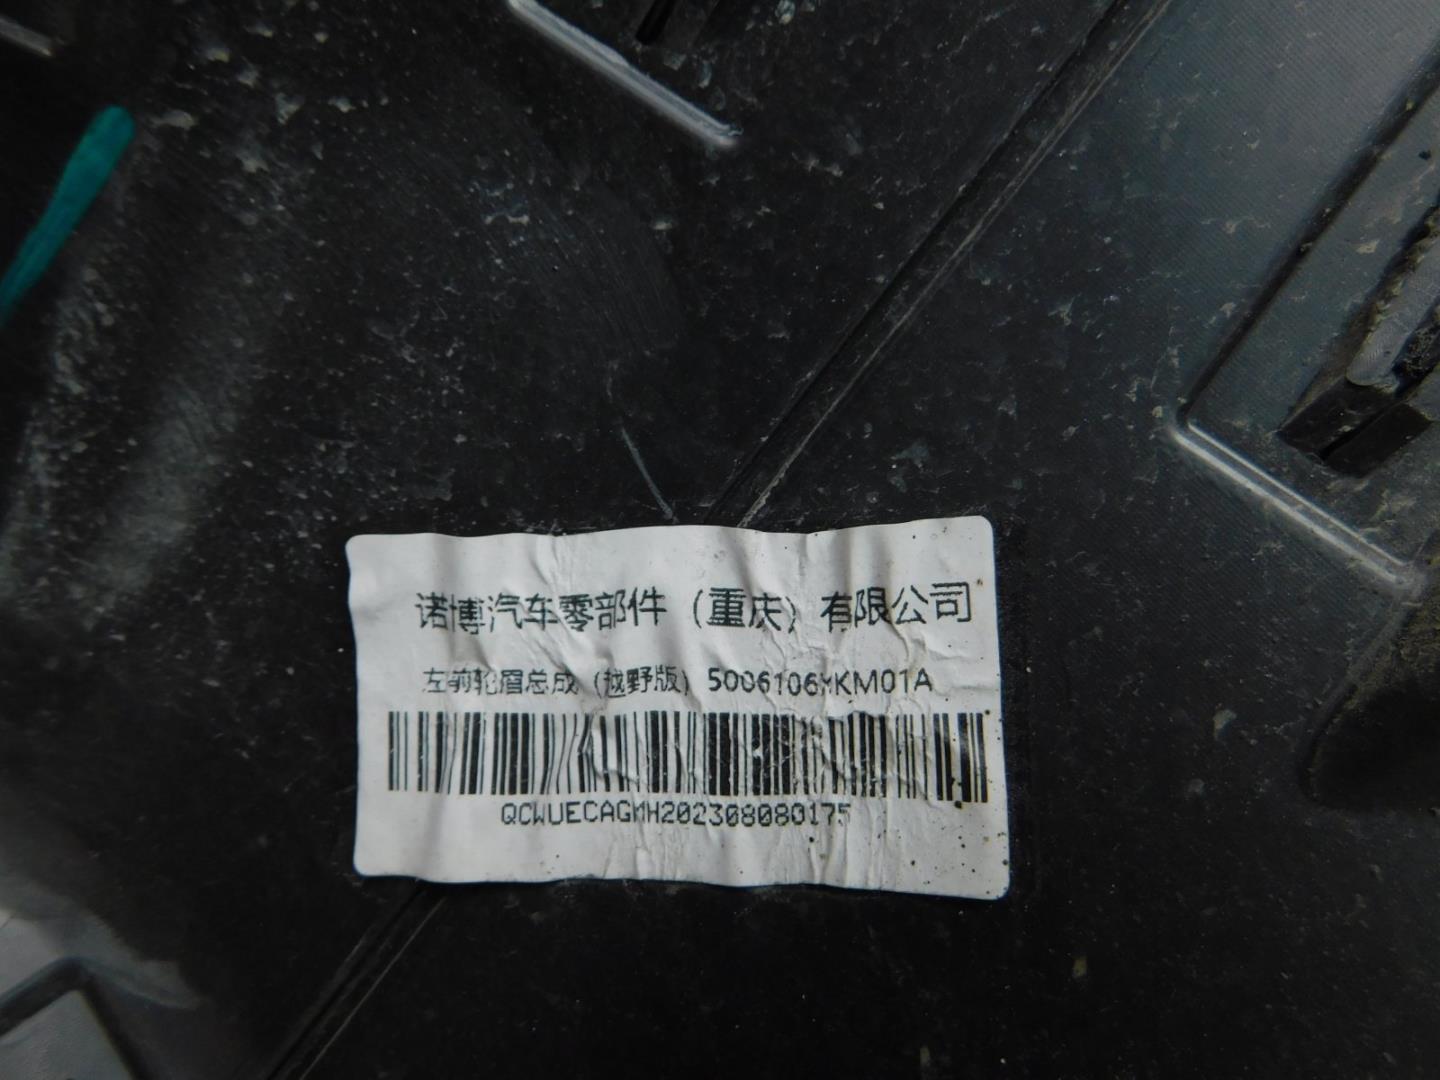 诺博汽车零部件（重庆）有限公司
左前轮眉总成（越野版）5006106XKM01A
QCWUECAGMH202308080175